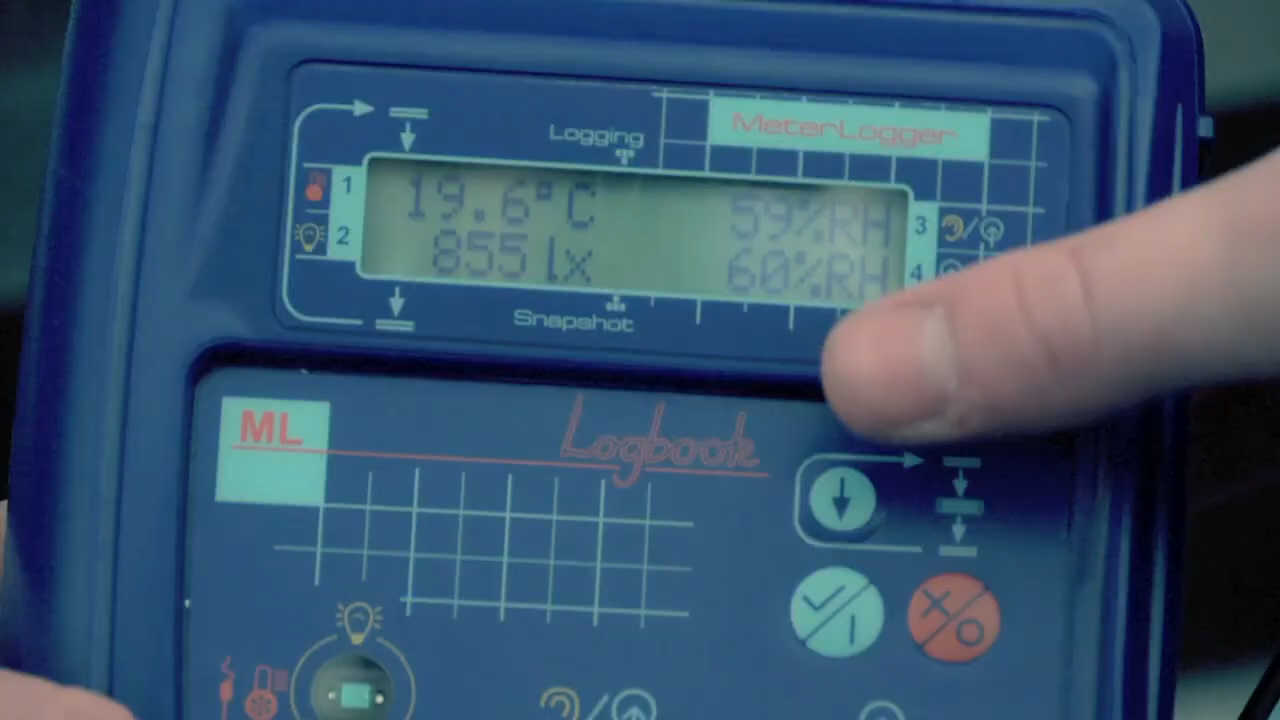 Logging
MeterLogger
1 19.6°C 59%RH 3
2 855 lx 60%RH 4
Snapshot
ML
Logbook